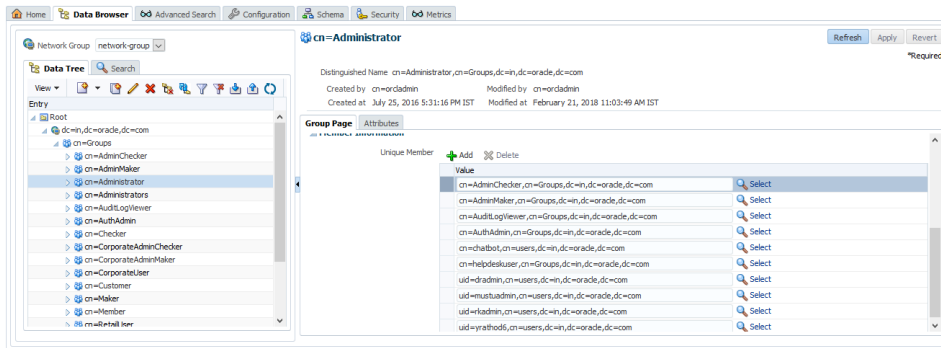 Home Data Browser Advanced Search Configuration Schema Security Metrics
Network Group network-group
Data Tree Search
View
Entry
Root
dc=in,dc=oracle,dc=com
cn=Groups
cn=AdminChecker
cn=AdminMaker
cn=Administrator
cn=Administrators
cn=AuditLogViewer
cn=AuthAdmin
cn=Checker
cn=CorporateAdminChecker
cn=CorporateAdminMaker
cn=CorporateUser
cn=Customer
cn=Maker
cn=Member
cn=RetailUser
cn=Administrator
Refresh Apply Revert
*Required
Distinguished Name cn=Administrator,cn=Groups,dc=in,dc=oracle,dc=com
Created by cn=orcladmin Modified by cn=orcladmin
Created at July 25, 2016 5:31:16 PM IST Modified at February 21, 2018 11:03:49 AM IST
Group Page Attributes
Member Information
Unique Member Add Delete
Value
cn=AdminChecker,cn=Groups,dc=in,dc=oracle,dc=com Select
cn=AdminMaker,cn=Groups,dc=in,dc=oracle,dc=com Select
cn=AuditLogViewer,cn=Groups,dc=in,dc=oracle,dc=com Select
cn=AuthAdmin,cn=Groups,dc=in,dc=oracle,dc=com Select
cn=chatbot,cn=users,dc=in,dc=oracle,dc=com Select
cn=helpdeskuser,cn=Groups,dc=in,dc=oracle,dc=com Select
uid=dradmin,cn=users,dc=in,dc=oracle,dc=com Select
uid=mustuadmin,cn=users,dc=in,dc=oracle,dc=com Select
uid=rkadmin,cn=users,dc=in,dc=oracle,dc=com Select
uid=yrathod6,cn=users,dc=in,dc=oracle,dc=com Select